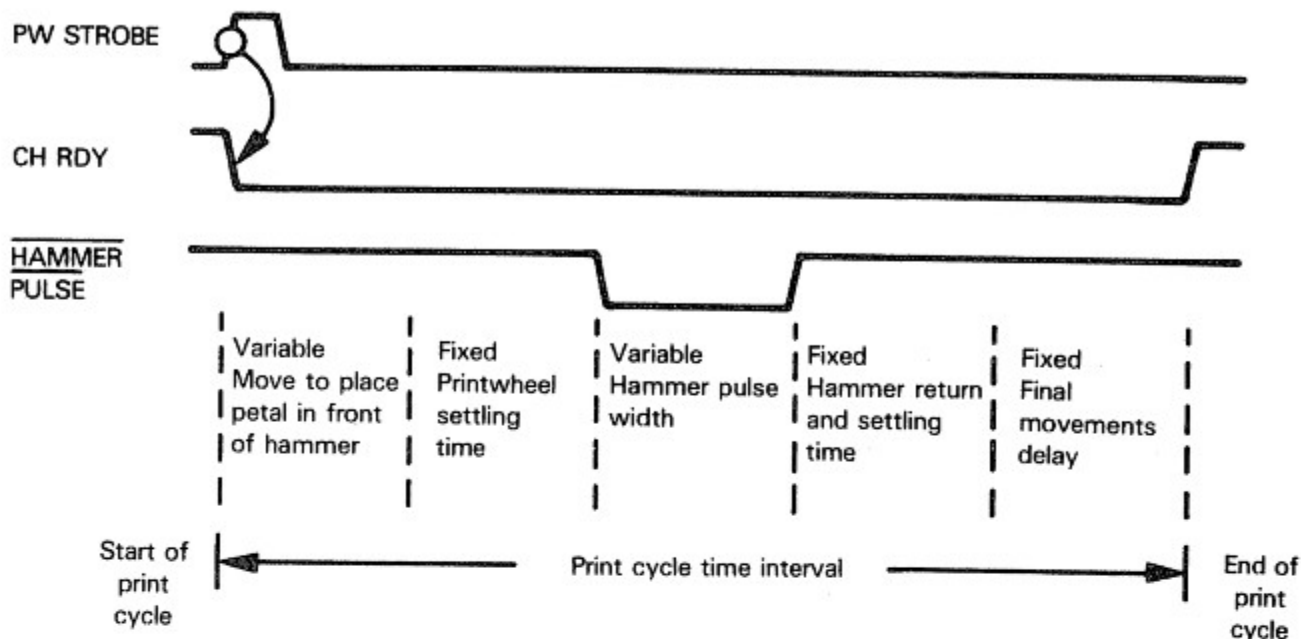 PW STROBE
CH RDY
HAMMER
PULSE
Variable
Move to place
petal in front
of hammer
Fixed
Printwheel
settling
time
Variable
Hammer pulse
width
Fixed
Hammer return
and settling
time
Fixed
Final
movements
delay
Start of
print
cycle
Print cycle time interval
End of
print
cycle